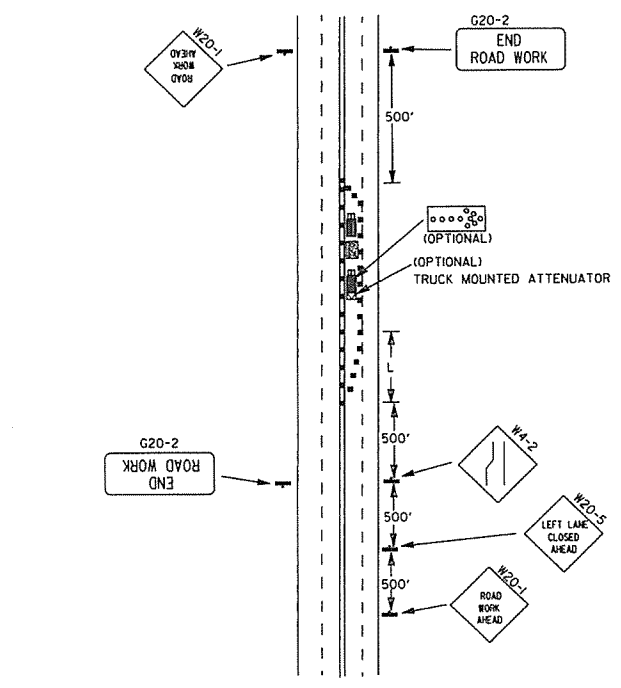 G20-2
END
ROAD WORK
W20-1
ROAD
WORK
AHEAD
500'
(OPTIONAL)
(OPTIONAL)
TRUCK MOUNTED ATTENUATOR
L
500'
W4-2
G20-2
END
ROAD WORK
500'
W20-5
LEFT LANE
CLOSED
AHEAD
500'
W20-1
ROAD
WORK
AHEAD